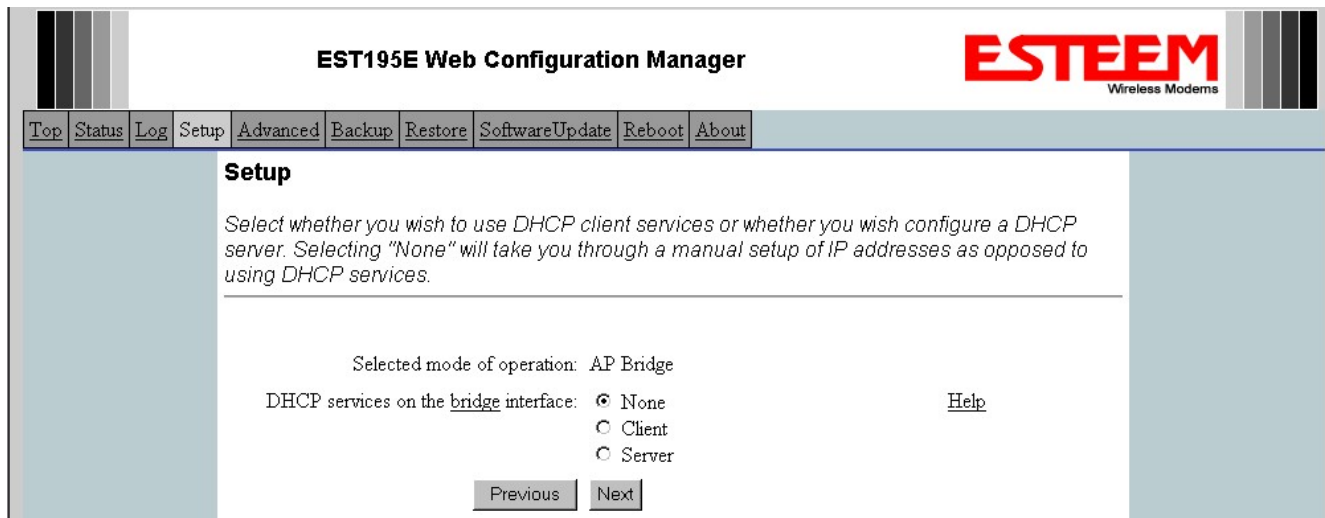 EST195E Web Configuration Manager
ESTEEM
Wireless Modems
Top Status Log Setup Advanced Backup Restore SoftwareUpdate Reboot About
Setup
Select whether you wish to use DHCP client services or whether you wish configure a DHCP
server. Selecting "None" will take you through a manual setup of IP addresses as opposed to
using DHCP services.
Selected mode of operation: AP Bridge
DHCP services on the bridge interface: None Help
Client
Server
Previous Next